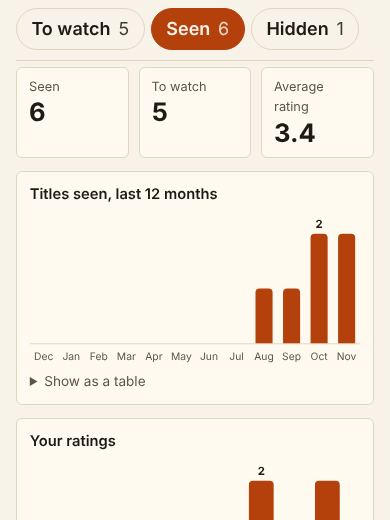 To watch 5 Seen 6 Hidden 1
Seen
6
To watch
5
Average
rating
3.4
Titles seen, last 12 months
2
Dec Jan Feb Mar Apr May Jun Jul Aug Sep Oct Nov
▶ Show as a table
Your ratings
2